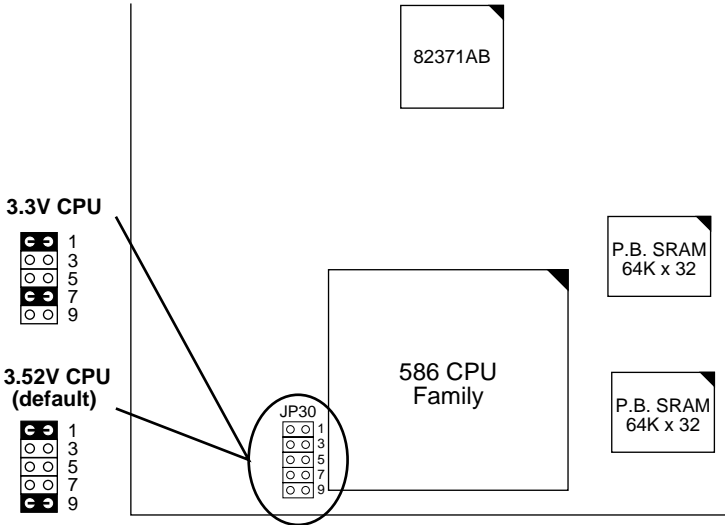 82371AB
3.3V CPU
1
3
5
7
9
P.B. SRAM
64K x 32
3.52V CPU
(default)
1
3
5
7
9
JP30
1
3
5
7
9
586 CPU
Family
P.B. SRAM
64K x 32